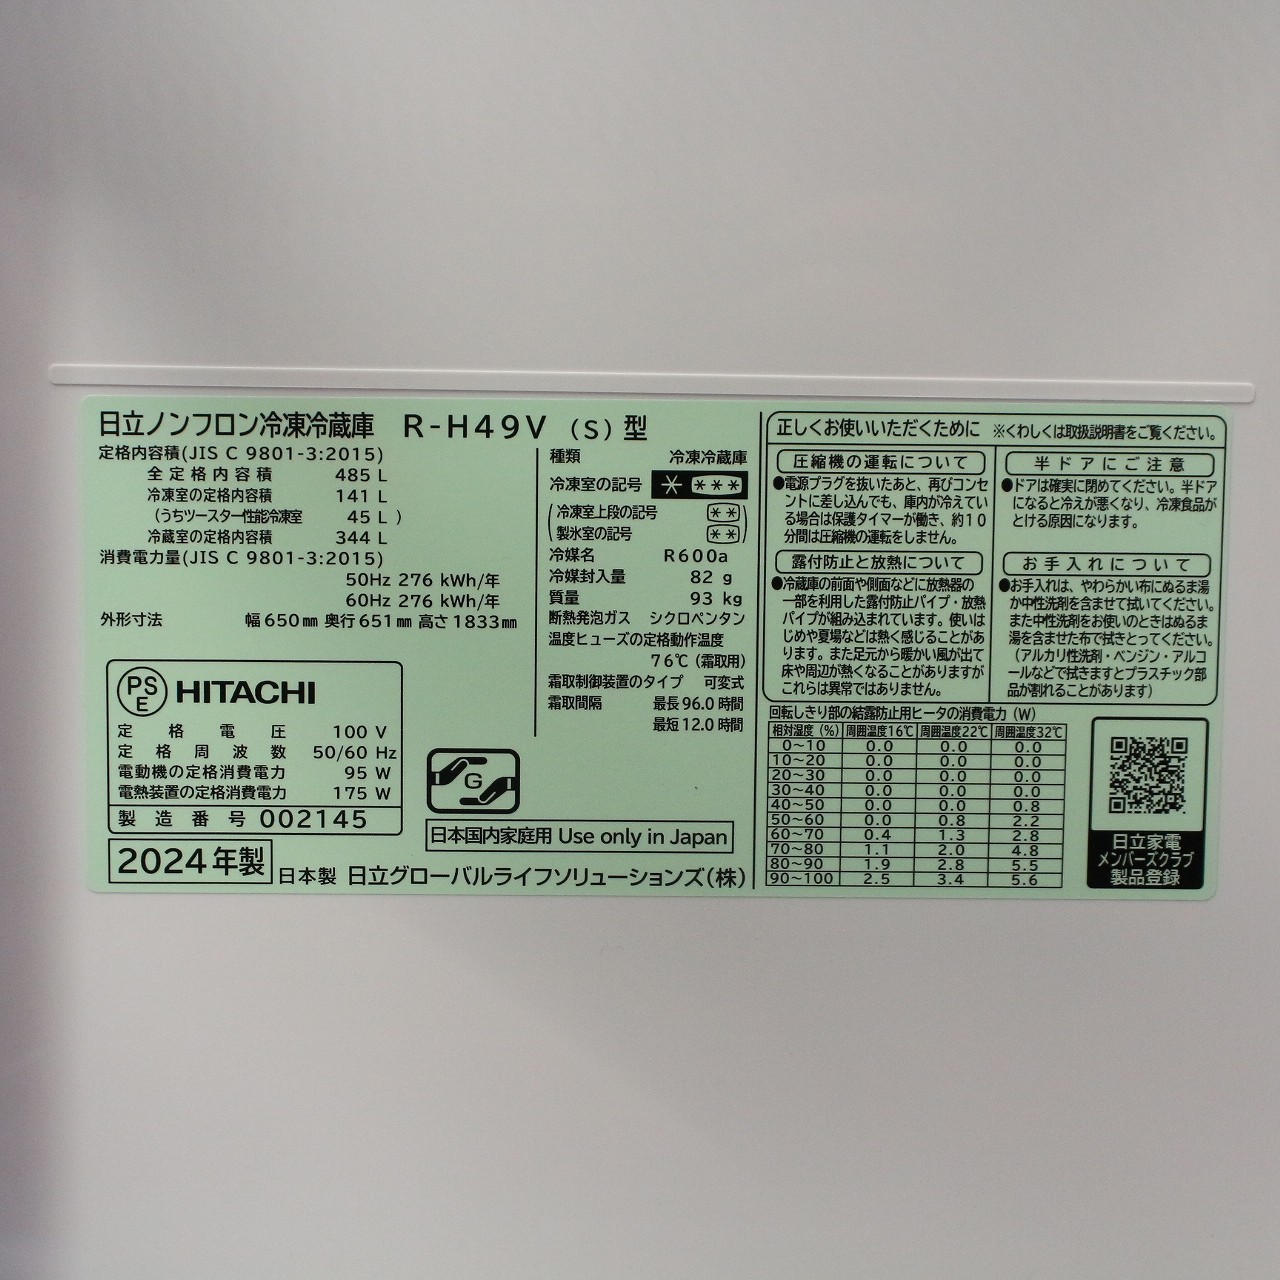 日立ノンフロン冷凍冷蔵庫 R-H49V (S) 型
定格内容積(JIS C 9801-3:2015)
全定格内容積 485 L
冷凍室の定格内容積 141 L
(うちツースター性能冷凍室 45 L )
冷蔵室の定格内容積 344 L
消費電力量(JIS C 9801-3:2015)
50Hz 276 kWh/年
60Hz 276 kWh/年
外形寸法 幅650㎜ 奥行651㎜ 高さ1833㎜
PS
E
HITACHI
定格電圧 100 V
定格周波数 50/60 Hz
電動機の定格消費電力 95 W
電熱装置の定格消費電力 175 W
製造番号 002145
2024年製
日本製 日立グローバルライフソリューションズ(株)
G
日本国内家庭用 Use only in Japan
種類 冷凍冷蔵庫
冷凍室の記号 * ***
冷凍室上段の記号 **
製氷室の記号 **
冷媒名 R600a
冷媒封入量 82 g
質量 93 kg
断熱発泡ガス シクロペンタン
温度ヒューズの定格動作温度
76℃ (霜取用)
霜取制御装置のタイプ 可変式
霜取間隔 最長96.0時間
最短12.0時間
正しくお使いいただくために ※くわしくは取扱説明書をご覧ください。
圧縮機の運転について
●電源プラグを抜いたあと、再びコンセ
ントに差し込んでも、庫内が冷えてい
る場合は保護タイマーが働き、約10
分間は圧縮機の運転をしません。
露付防止と放熱について
●冷蔵庫の前面や側面などに放熱器の
一部を利用した露付防止パイプ・放熱
パイプが組み込まれています。使いは
じめや夏場などは熱く感じることがあ
ります。また足元から暖かい風が出て
床や周辺が熱くなることがありますが
これらは異常ではありません。
半ドアにご注意
●ドアは確実に閉めてください。半ドア
になると冷えが悪くなり、冷凍食品が
とける原因になります。
お手入れについて
●お手入れは、やわらかい布にぬるま湯
か中性洗剤を含ませて拭いてください。
また中性洗剤をお使いのときはぬるま
湯を含ませた布で拭きとってください。
(アルカリ性洗剤・ベンジン・アルコ
ールなどで拭きますとプラスチック部
品が割れることがあります)
回転しきり部の結露防止用ヒータの消費電力 (W)
相対湿度 (%) 周囲温度16℃ 周囲温度22℃ 周囲温度32℃
0~10 0.0 0.0 0.0
10~20 0.0 0.0 0.0
20~30 0.0 0.0 0.0
30~40 0.0 0.0 0.0
40~50 0.0 0.0 0.8
50~60 0.0 0.8 2.2
60~70 0.4 1.3 2.8
70~80 1.1 2.0 4.8
80~90 1.9 2.8 5.5
90~100 2.5 3.4 5.6
日立家電
メンバーズクラブ
製品登録